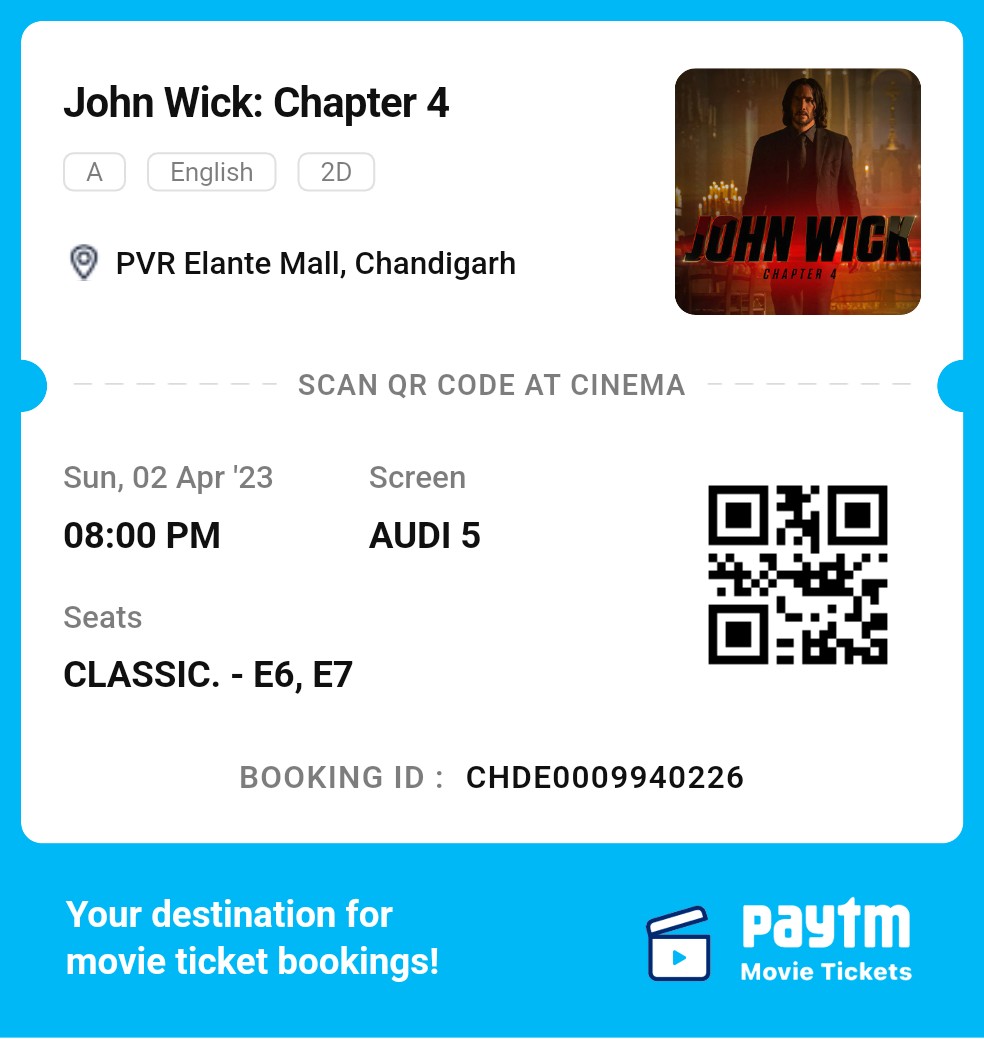 John Wick: Chapter 4
A English 2D
PVR Elante Mall, Chandigarh
JOHN WICK
CHAPTER 4
SCAN QR CODE AT CINEMA
Sun, 02 Apr '23 Screen
08:00 PM AUDI 5
Seats
CLASSIC. - E6, E7
BOOKING ID : CHDE0009940226
Your destination for
movie ticket bookings!
paytm
Movie Tickets